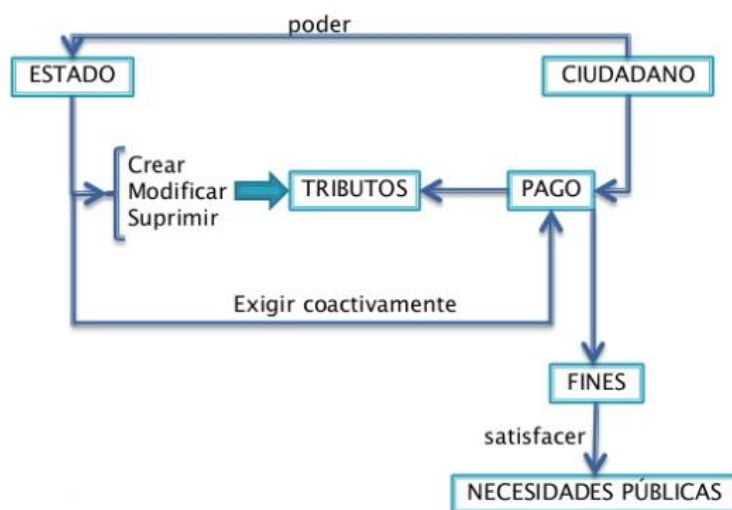 poder
ESTADO
CIUDADANO
Crear
Modificar
Suprimir
TRIBUTOS
PAGO
Exigir coactivamente
FINES
satisfacer
NECESIDADES PÚBLICAS